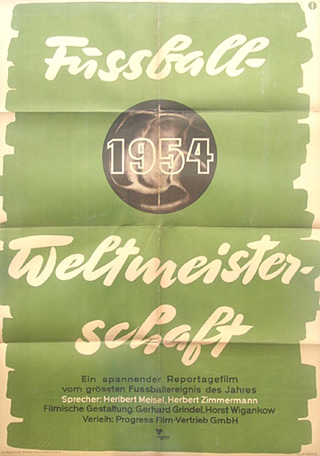 Fussball-
1954
Weltmeister-
schaft
Ein spannender Reportagefilm
vom grössten Fussballereignis des Jahres
Sprecher: Heribert Meisel, Herbert Zimmermann
Filmische Gestaltung: Gerhard Grindel, Horst Wigankow
Verleih: Progress Film-Vertrieb GmbH